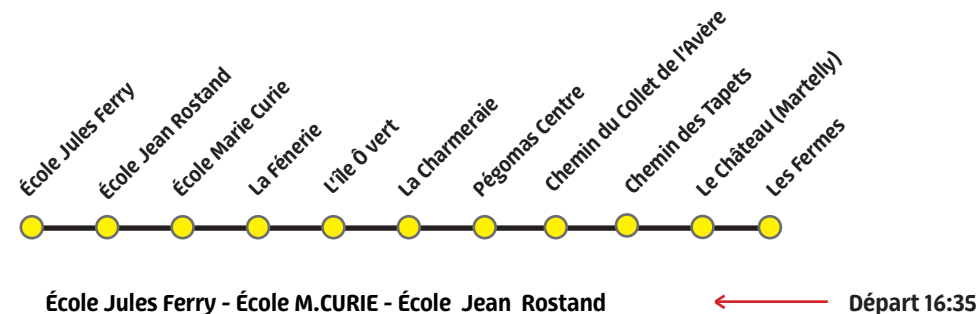 École Jules Ferry
École Jean Rostand
École Marie Curie
La Fénerie
L'île Ô vert
La Charmeraie
Pégomas Centre
Chemin du Collet de l'Avère
Chemin des Tapets
Le Château (Martelly)
Les Fermes
École Jules Ferry - École M.CURIE - École Jean Rostand
Départ 16:35